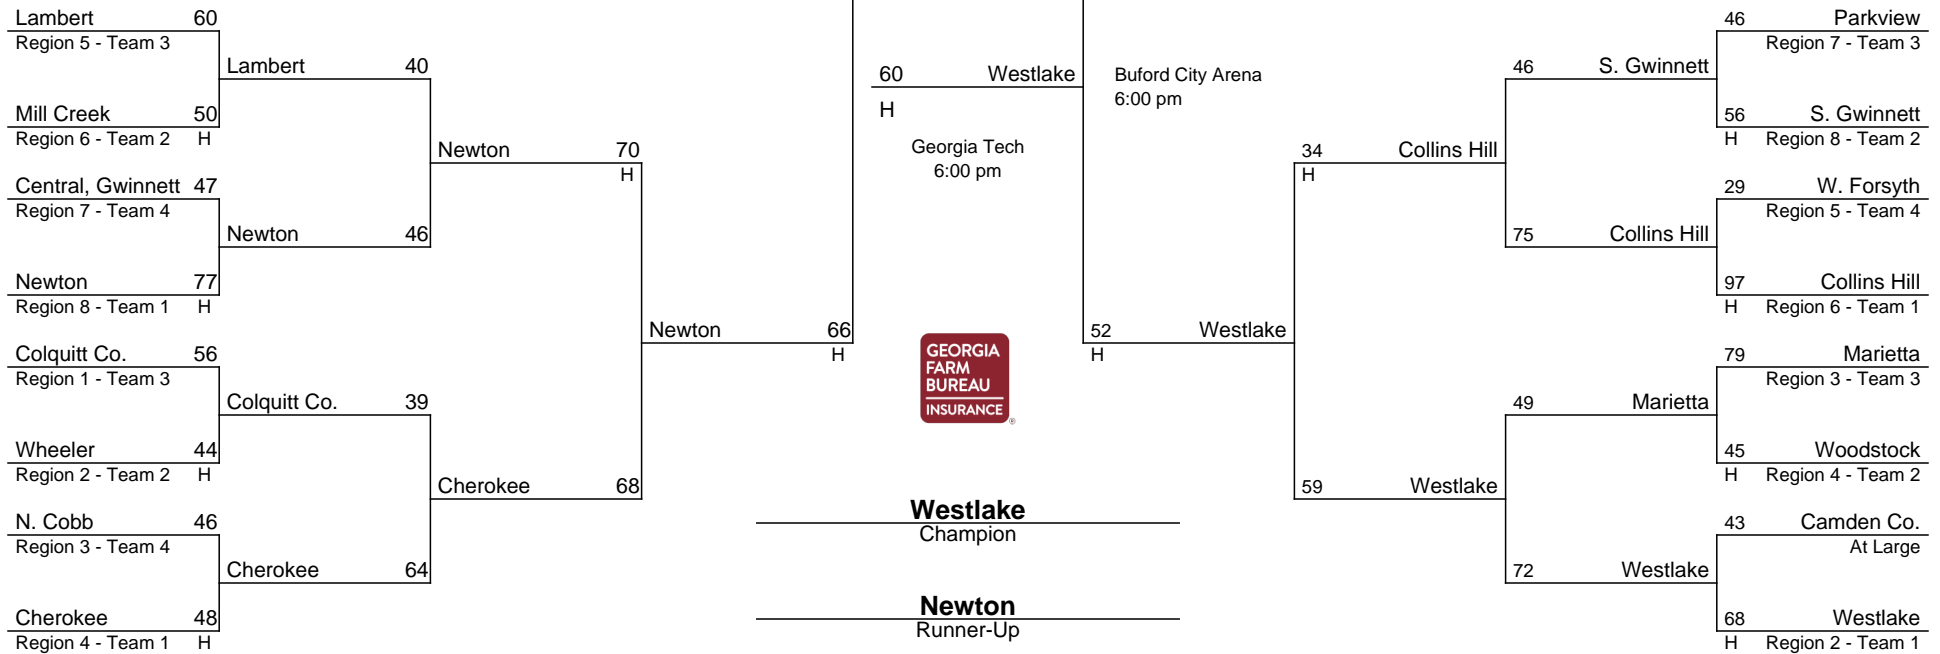 Lambert 60
Region 5 - Team 3
Lambert 40
Mill Creek 50
Region 6 - Team 2 H
Newton 70
H
Central, Gwinnett 47
Region 7 - Team 4
Newton 46
Newton 77
Region 8 - Team 1 H
Newton 66
H
Colquitt Co. 56
Region 1 - Team 3
Colquitt Co. 39
Wheeler 44
Region 2 - Team 2 H
Cherokee 68
N. Cobb 46
Region 3 - Team 4
Cherokee 64
Cherokee 48
Region 4 - Team 1 H
60 Westlake
H
Georgia Tech
6:00 pm
Buford City Arena
6:00 pm
GEORGIA
FARM
BUREAU
INSURANCE
®
Westlake
Champion
Newton
Runner-Up
46 Parkview
Region 7 - Team 3
46 S. Gwinnett
56 S. Gwinnett
H Region 8 - Team 2
34 Collins Hill
H
29 W. Forsyth
Region 5 - Team 4
75 Collins Hill
97 Collins Hill
H Region 6 - Team 1
52 Westlake
H
79 Marietta
Region 3 - Team 3
49 Marietta
45 Woodstock
H Region 4 - Team 2
59 Westlake
43 Camden Co.
At Large
72 Westlake
68 Westlake
H Region 2 - Team 1